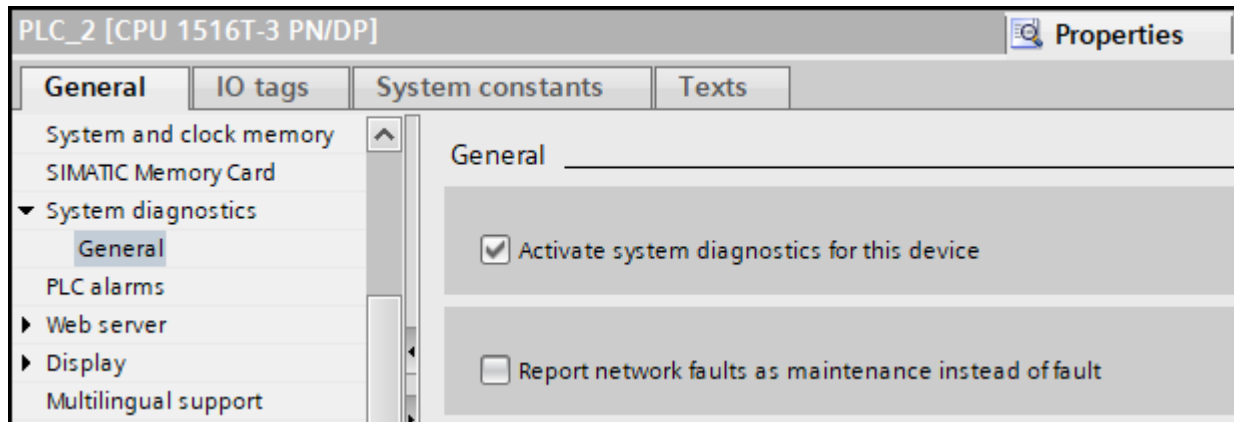 PLC_2 [CPU 1516T-3 PN/DP]
Properties
General IO tags System constants Texts
System and clock memory
SIMATIC Memory Card
System diagnostics
General
PLC alarms
Web server
Display
Multilingual support
General
Activate system diagnostics for this device
Report network faults as maintenance instead of fault